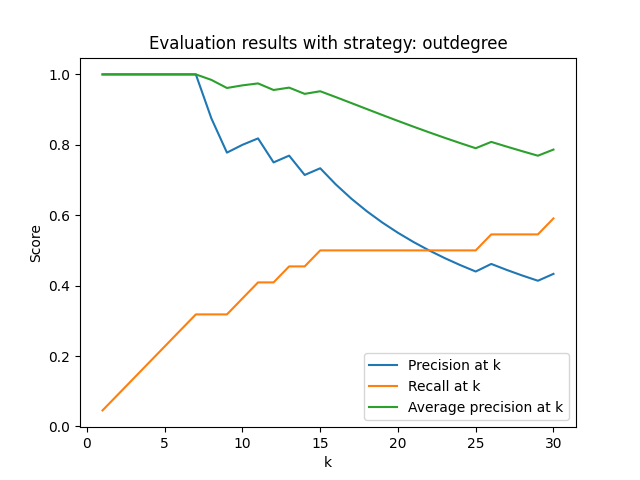 Evaluation results with strategy: outdegree
Score
1.0
0.8
0.6
0.4
0.2
0.0
0 5 10 15 20 25 30
k
Precision at k
Recall at k
Average precision at k